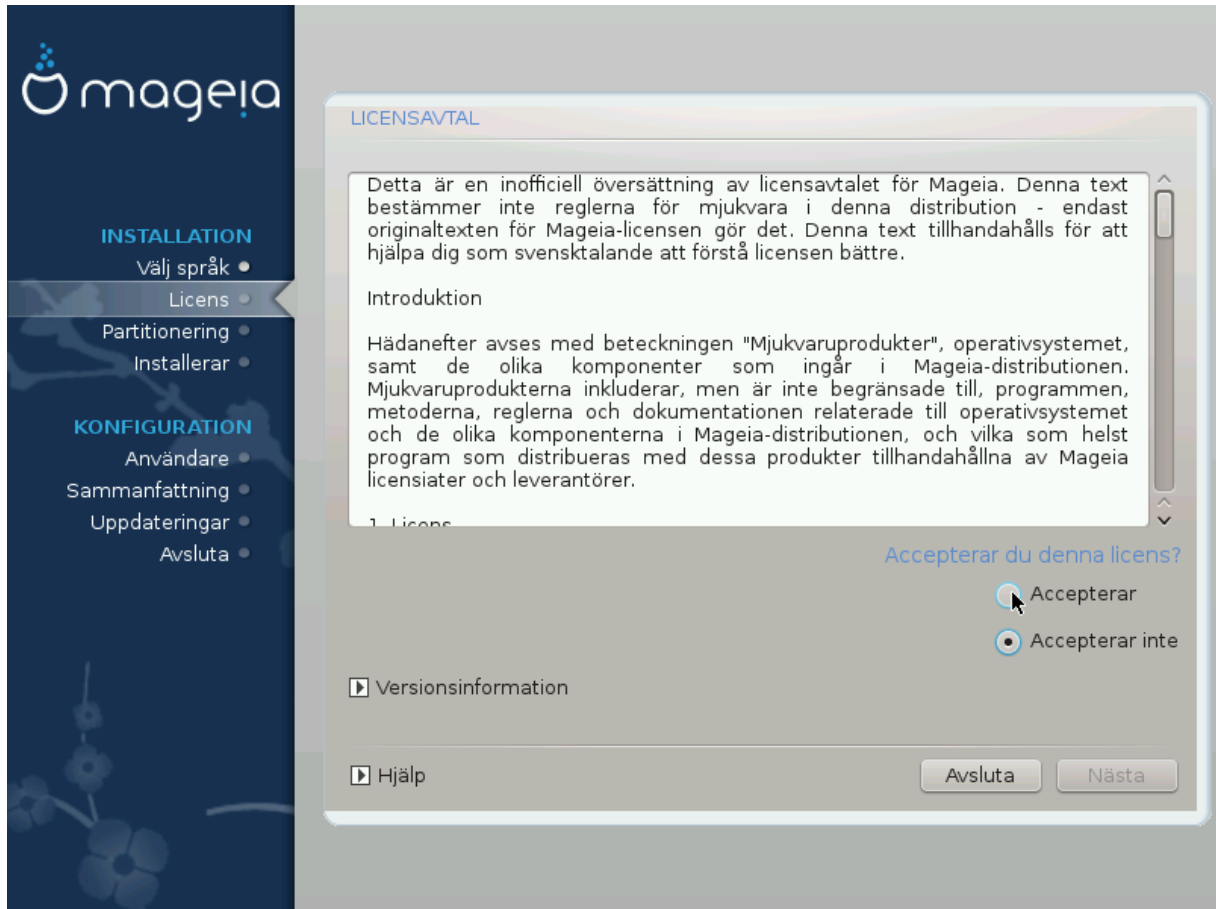 mageia
INSTALLATION
Välj språk
Licens
Partitionering
Installerar
KONFIGURATION
Användare
Sammanfattning
Uppdateringar
Avsluta
LICENSAVTAL
Detta är en inofficiell översättning av licensavtalet för Mageia. Denna text
bestämmer inte reglerna för mjukvara i denna distribution - endast
originaltexten för Mageia-licensen gör det. Denna text tillhandahålls för att
hjälpa dig som svensktalande att förstå licensen bättre.
Introduktion
Hädanefter avses med beteckningen "Mjukvaruprodukter", operativsystemet,
samt de olika komponenter som ingår i Mageia-distributionen.
Mjukvaruprodukterna inkluderar, men är inte begränsade till, programmen,
metoderna, reglerna och dokumentationen relaterade till operativsystemet
och de olika komponenterna i Mageia-distributionen, och vilka som helst
program som distribueras med dessa produkter tillhandahållna av Mageia
licensiater och leverantörer.
1. Licens
Accepterar du denna licens?
Accepterar
Accepterar inte
Versionsinformation
Hjälp
Avsluta
Nästa